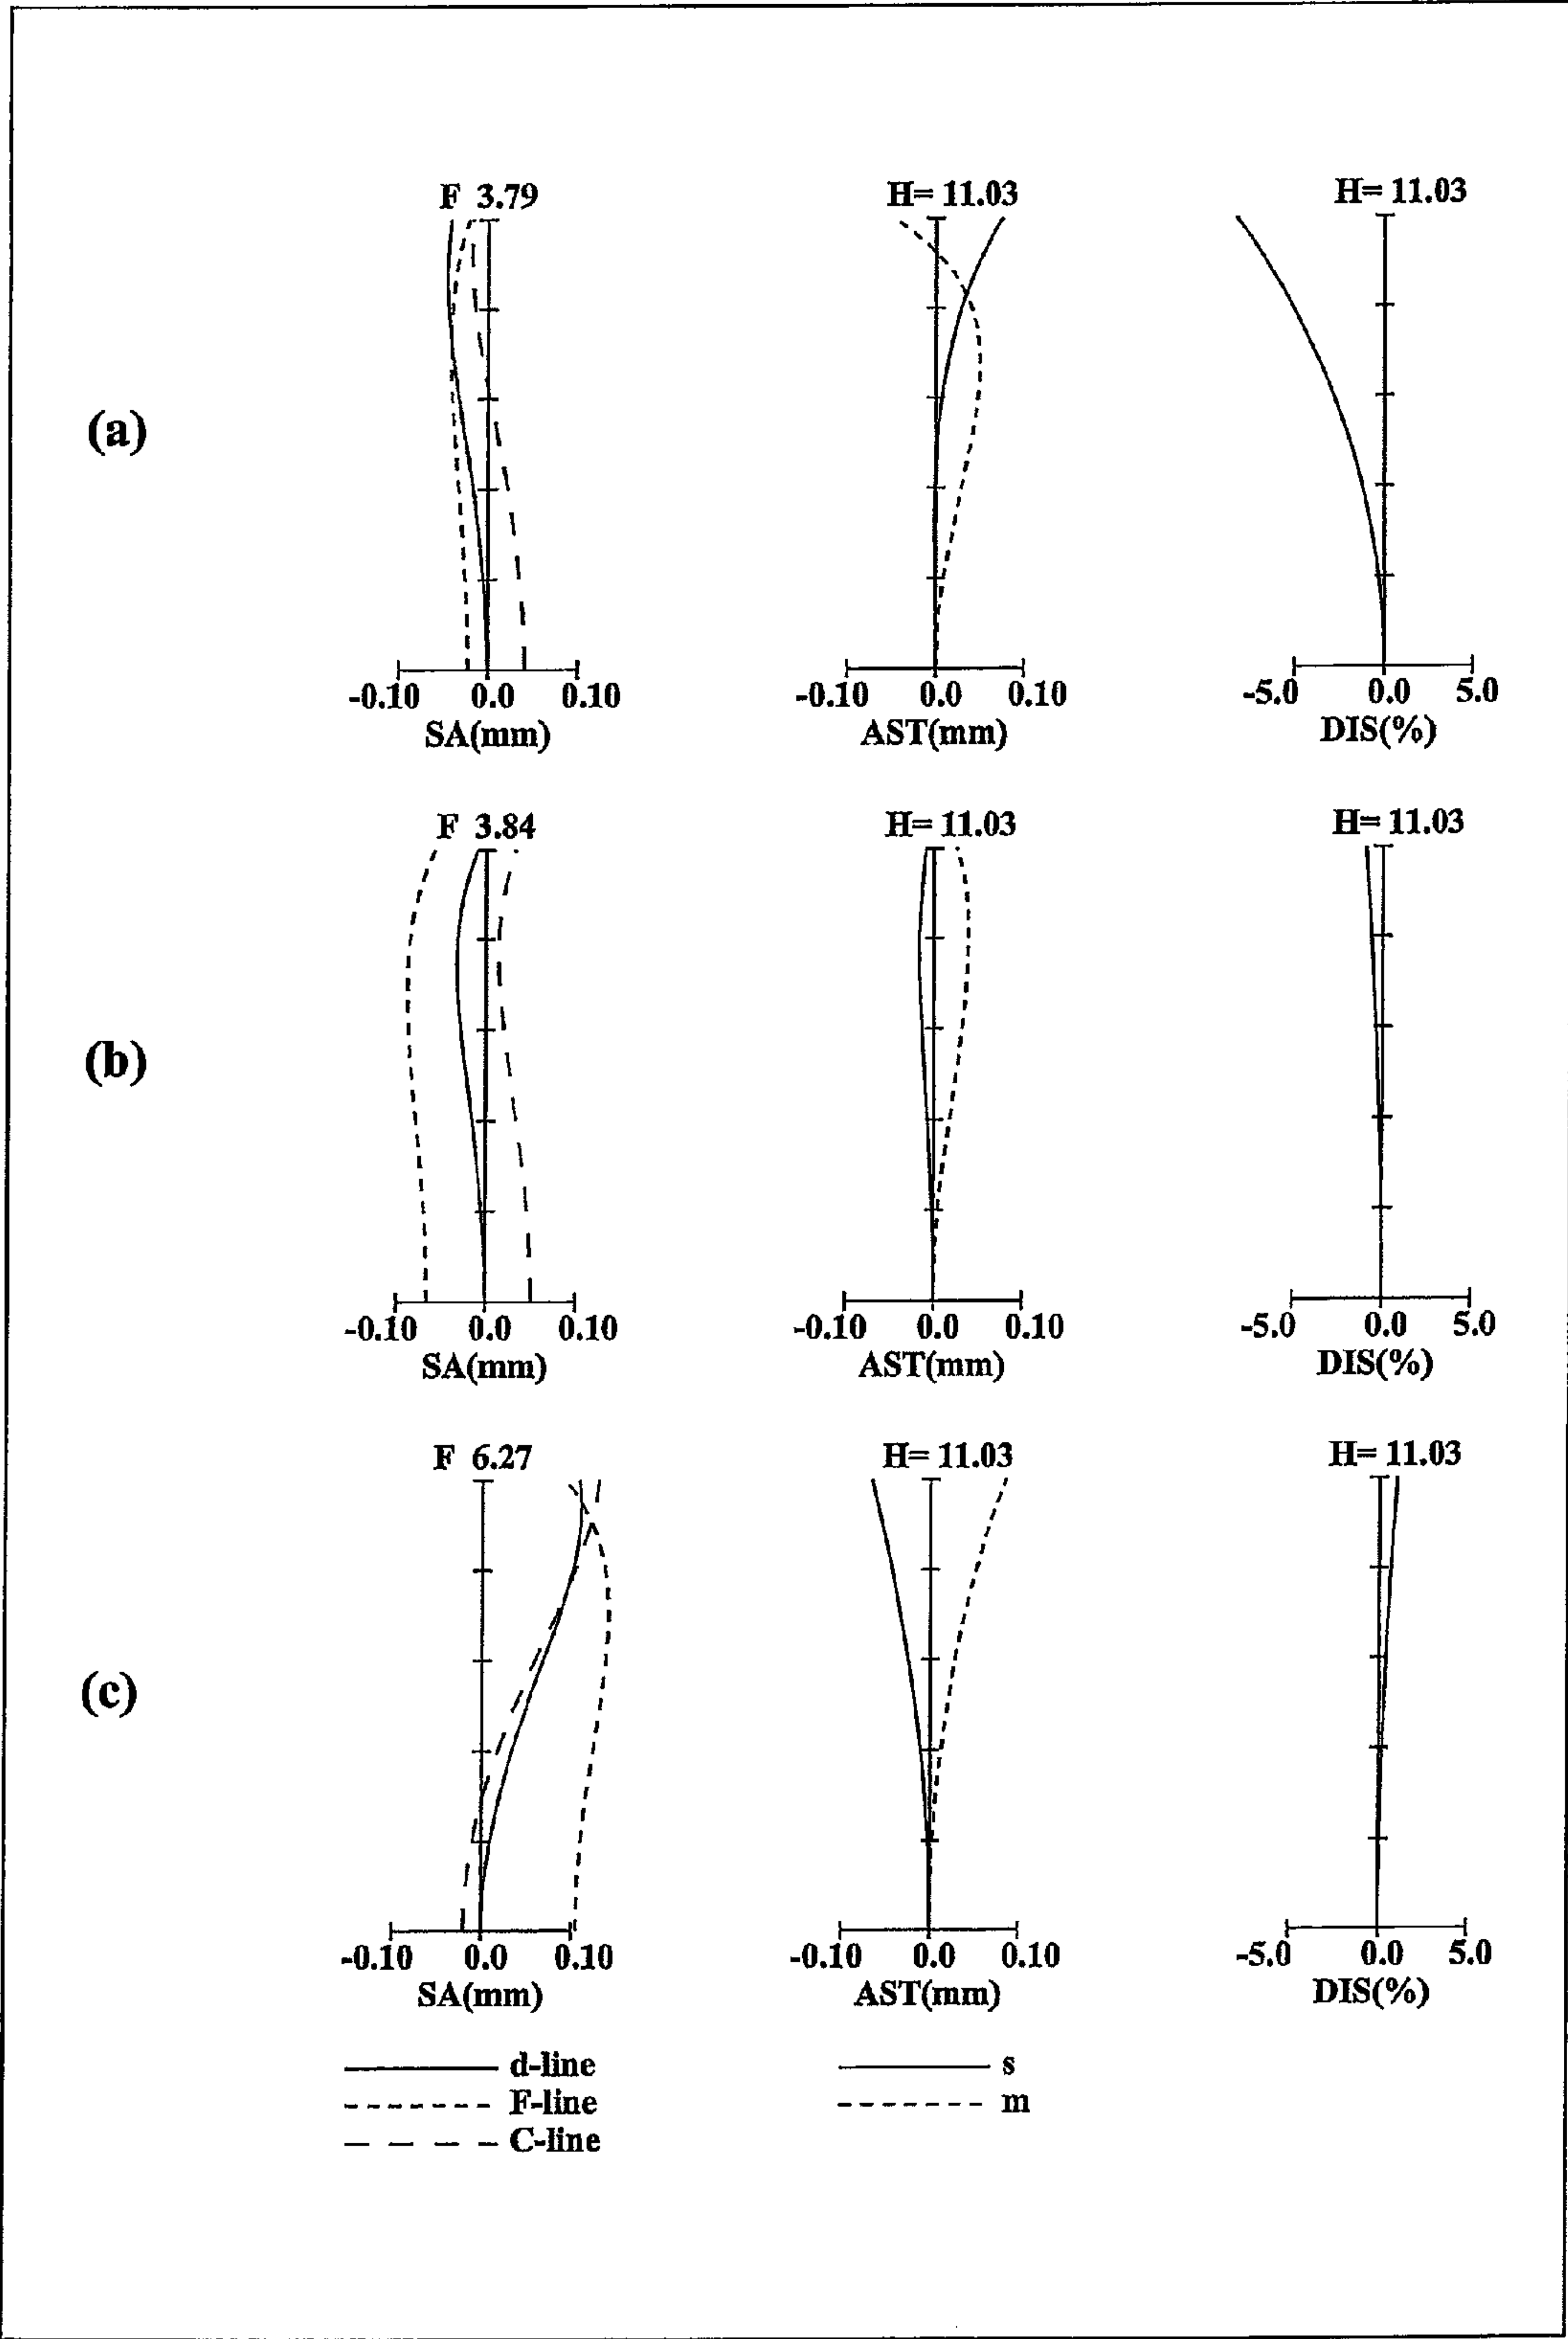 F 3.79 H= 11.03 H= 11.03
(a)
-0.10 0.0 0.10 -0.10 0.0 0.10 -5.0 0.0 5.0
SA(mm) AST(mm) DIS(%)
F 3.84 H= 11.03 H= 11.03
(b)
-0.10 0.0 0.10 -0.10 0.0 0.10 -5.0 0.0 5.0
SA(mm) AST(mm) DIS(%)
F 6.27 H= 11.03 H= 11.03
(c)
-0.10 0.0 0.10 -0.10 0.0 0.10 -5.0 0.0 5.0
SA(mm) AST(mm) DIS(%)
d-line s
F-line m
C-line